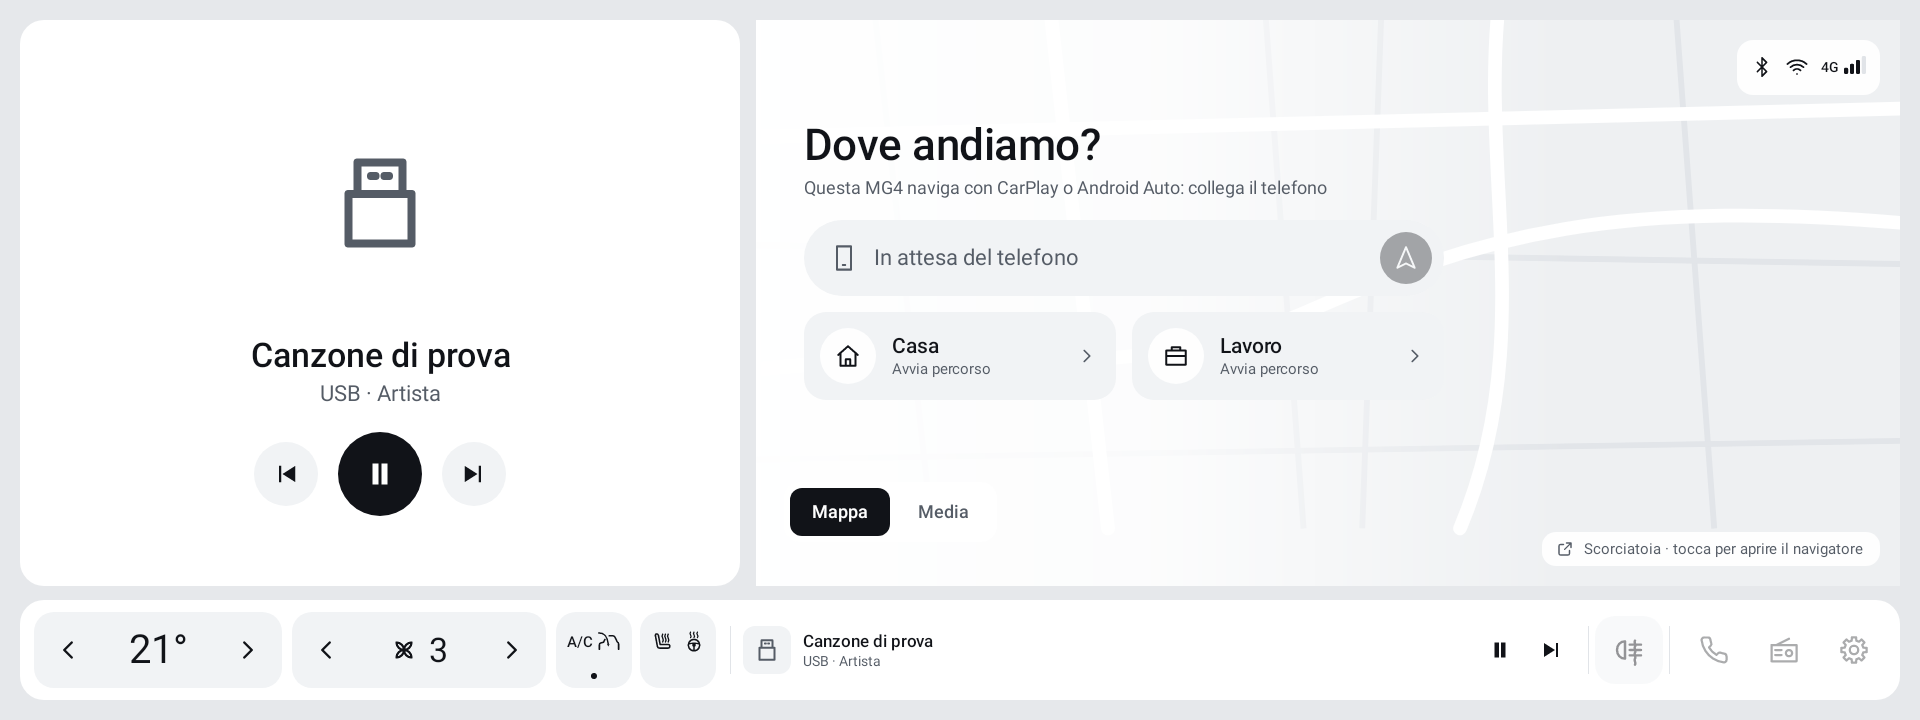 Canzone di prova
USB · Artista
4G
Dove andiamo?
Questa MG4 naviga con CarPlay o Android Auto: collega il telefono
In attesa del telefono
Casa
Avvia percorso
Lavoro
Avvia percorso
Mappa
Media
Scorciatoia · tocca per aprire il navigatore
21°
3
A/C
Canzone di prova
USB · Artista